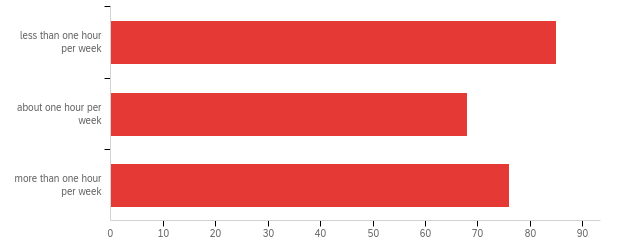 less than one hour
per week
about one hour per
week
more than one hour
per week
0 10 20 30 40 50 60 70 80 90